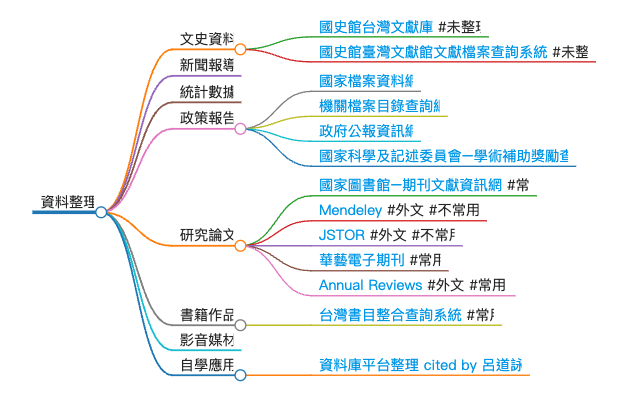 資料整理
文史資料
國史館台灣文獻庫 #未整理
國史館臺灣文獻館文獻檔案查詢系統 #未整
新聞報導
統計數據
政策報告
國家檔案資料
機關檔案目錄查詢
政府公報資訊
國家科學及記述委員會—學術補助獎勵查
研究論文
國家圖書館—期刊文獻資訊網 #常
Mendeley #外文 #不常用
JSTOR #外文 #不常用
華藝電子期刊 #常用
Annual Reviews #外文 #常用
書籍作品
台灣書目整合查詢系統 #常用
影音媒材
自學應用
資料庫平台整理 cited by 呂道詠